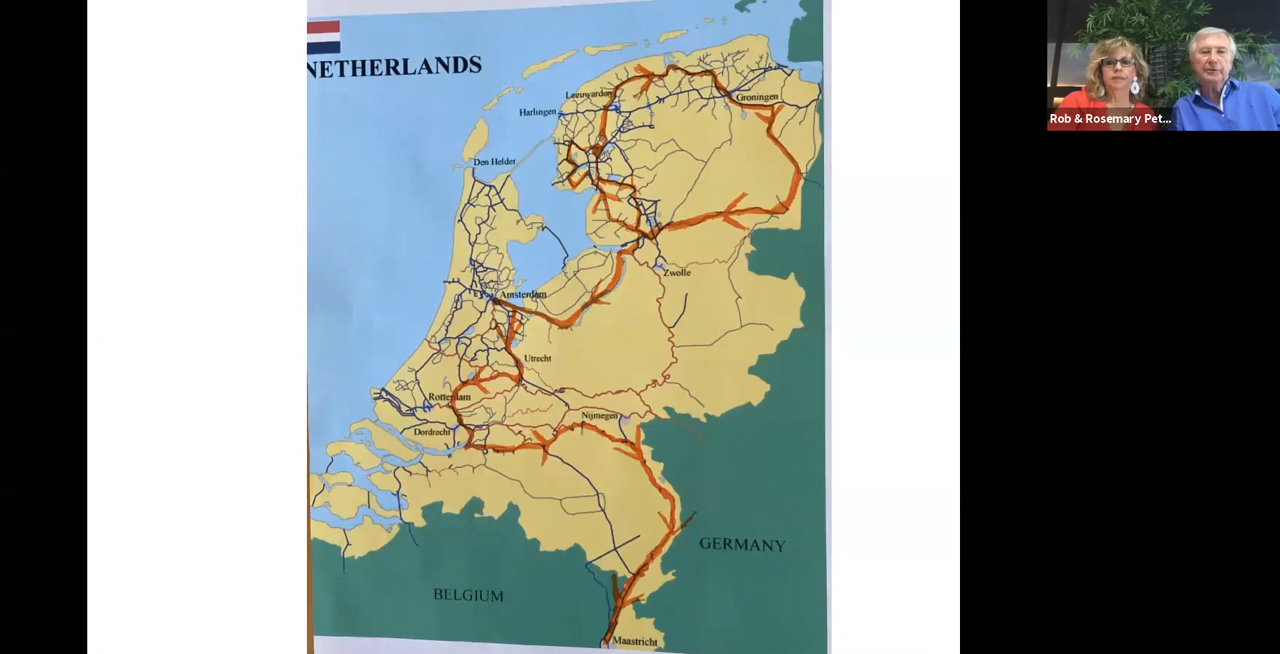 NETHERLANDS
Leeuwarden
Groningen
Harlingen
Den Helder
Zwolle
Amsterdam
Utrecht
Rotterdam
Nijmegen
Dordrecht
GERMANY
BELGIUM
Maastricht
Rob & Rosemary Pet...